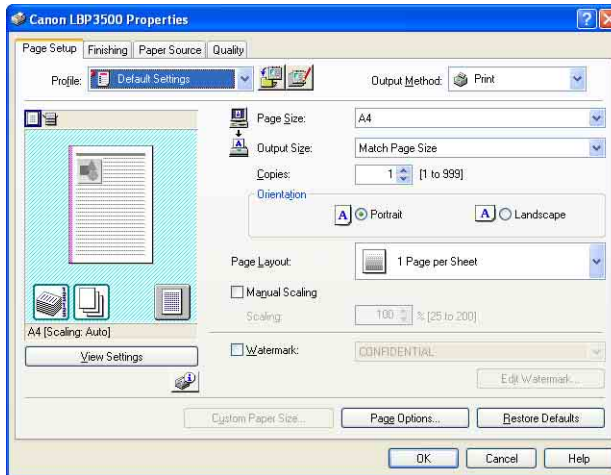 Canon LBP3500 Properties
Page Setup Finishing Paper Source Quality
Profile: Default Settings Output Method: Print
Page Size: A4
Output Size: Match Page Size
Copies: 1 [1 to 999]
Orientation
A Portrait A Landscape
Page Layout: 1 Page per Sheet
Manual Scaling
Scaling: 100 % [25 to 200]
A4 [Scaling: Auto]
View Settings
Watermark: CONFIDENTIAL
Edit Watermark...
Custom Paper Size... Page Options... Restore Defaults
OK Cancel Help